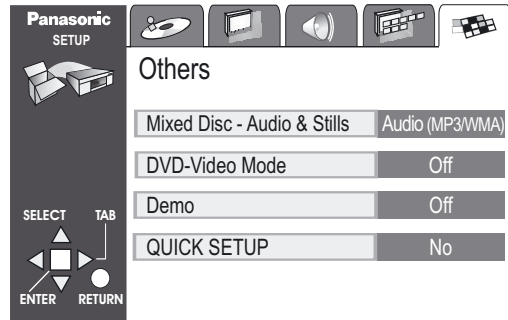 Panasonic
SETUP
SELECT TAB
ENTER RETURN
Others
Mixed Disc - Audio & Stills Audio (MP3/WMA)
DVD-Video Mode Off
Demo Off
QUICK SETUP No